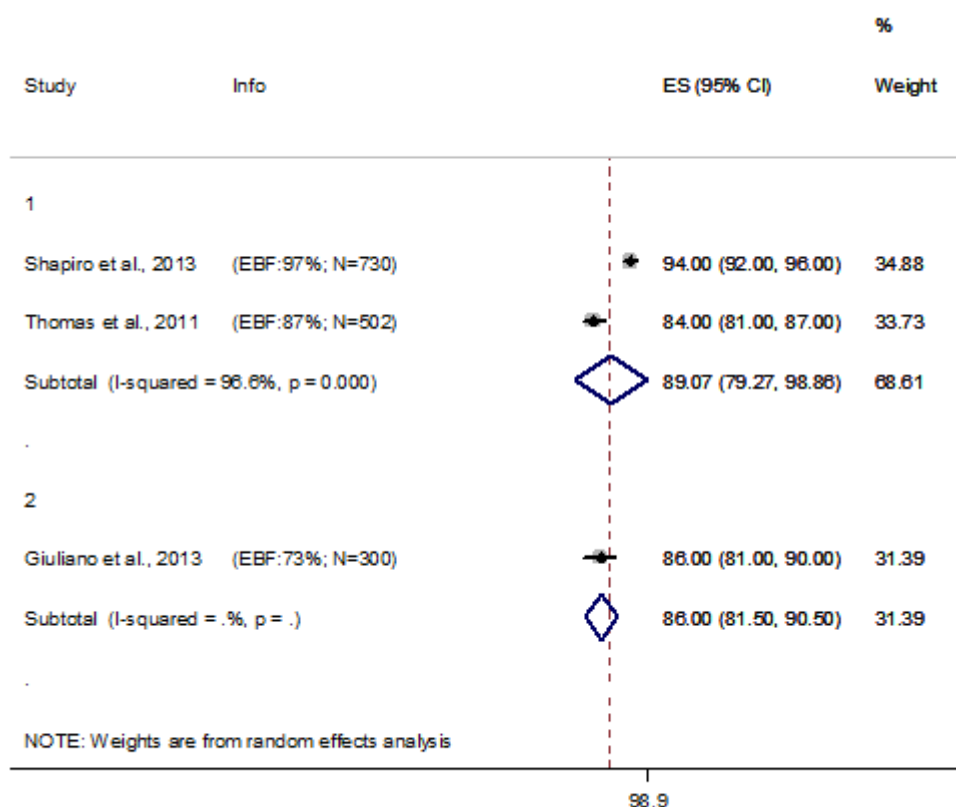 %
Study Info ES (95% CI) Weight
1
Shapiro et al., 2013 (EBF:97%; N=730) 94.00 (92.00, 96.00) 34.88
Thomas et al., 2011 (EBF:87%; N=502) 84.00 (81.00, 87.00) 33.73
Subtotal (I-squared = 96.6%, p = 0.000) 89.07 (79.27, 98.86) 68.61
.
2
Giuliano et al., 2013 (EBF:73%; N=300) 86.00 (81.00, 90.00) 31.39
Subtotal (I-squared = .%, p = .) 86.00 (81.50, 90.50) 31.39
.
NOTE: Weights are from random effects analysis
98.9